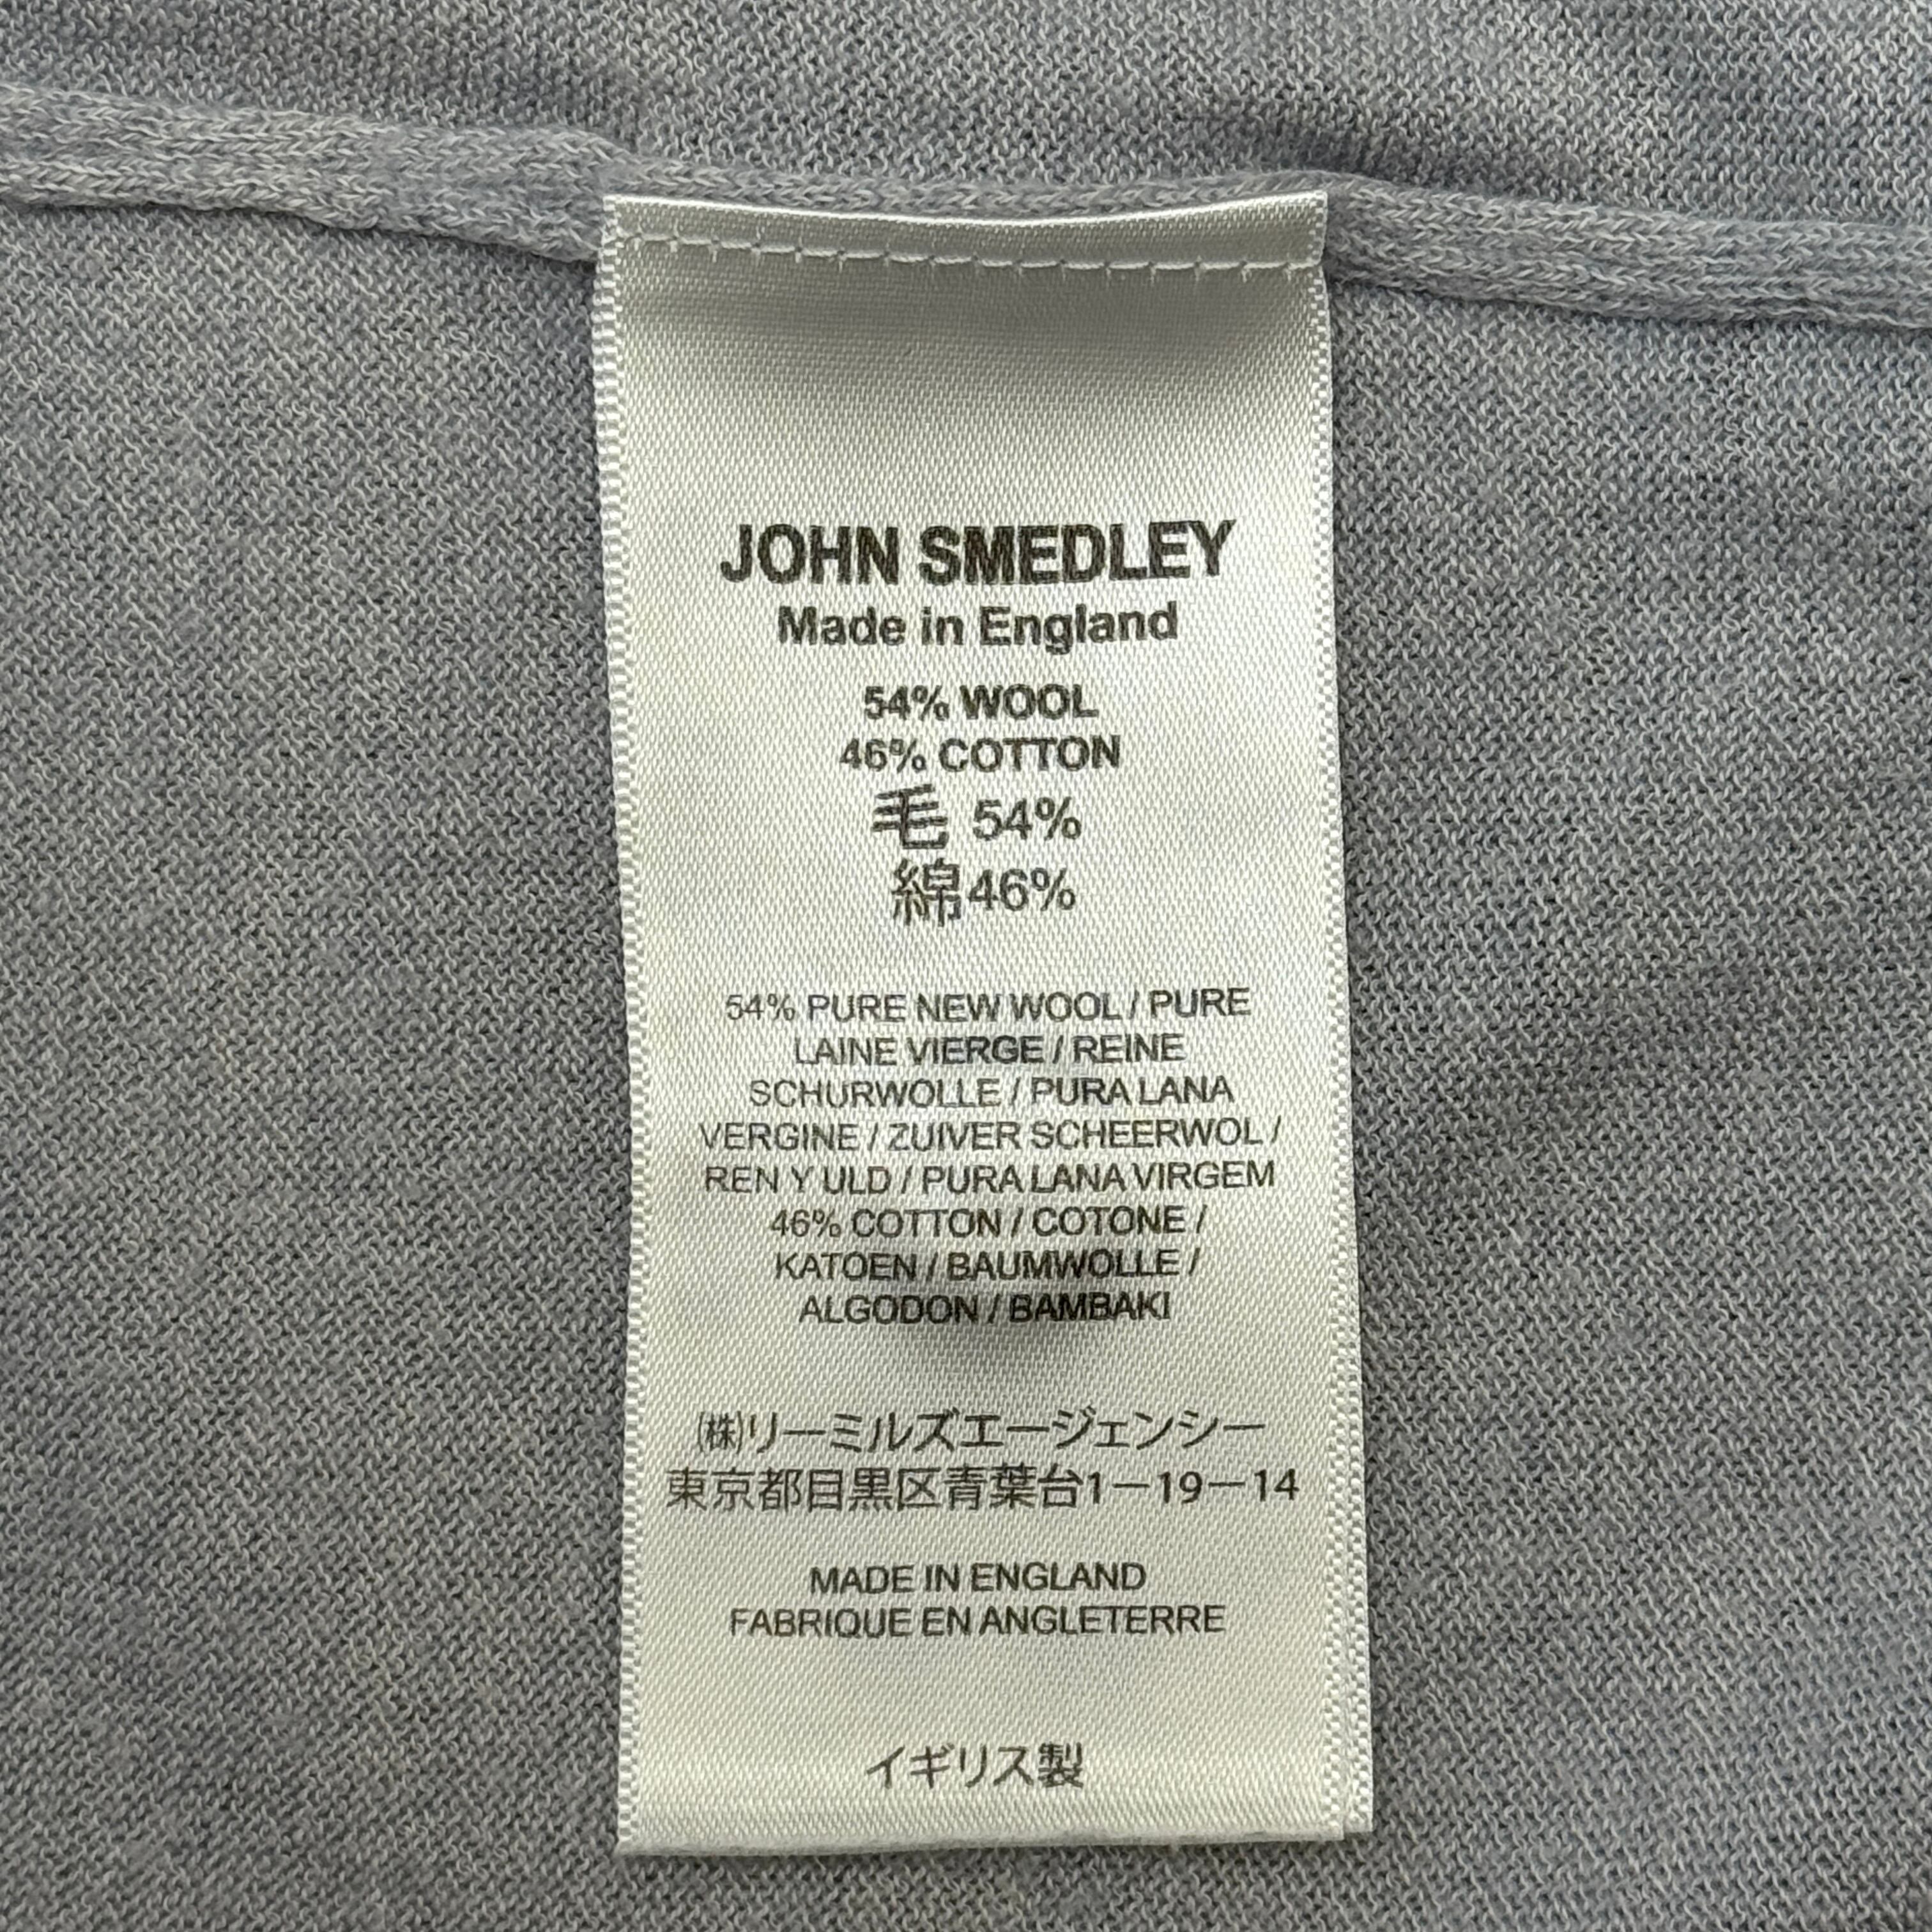 JOHN SMEDLEY
Made in England
54% WOOL
46% COTTON
毛 54%
綿46%
54% PURE NEW WOOL / PURE
LAINE VIERGE / REINE
SCHURWOLLE / PURA LANA
VERGINE / ZUIVER SCHEERWOL /
REN Y ULD / PURA LANA VIRGEM
46% COTTON / COTONE /
KATOEN / BAUMWOLLE /
ALGODON / BAMBAKI
㈱リーミルズエージェンシー
東京都目黒区青葉台1－19－14
MADE IN ENGLAND
FABRIQUE EN ANGLETERRE
イギリス製